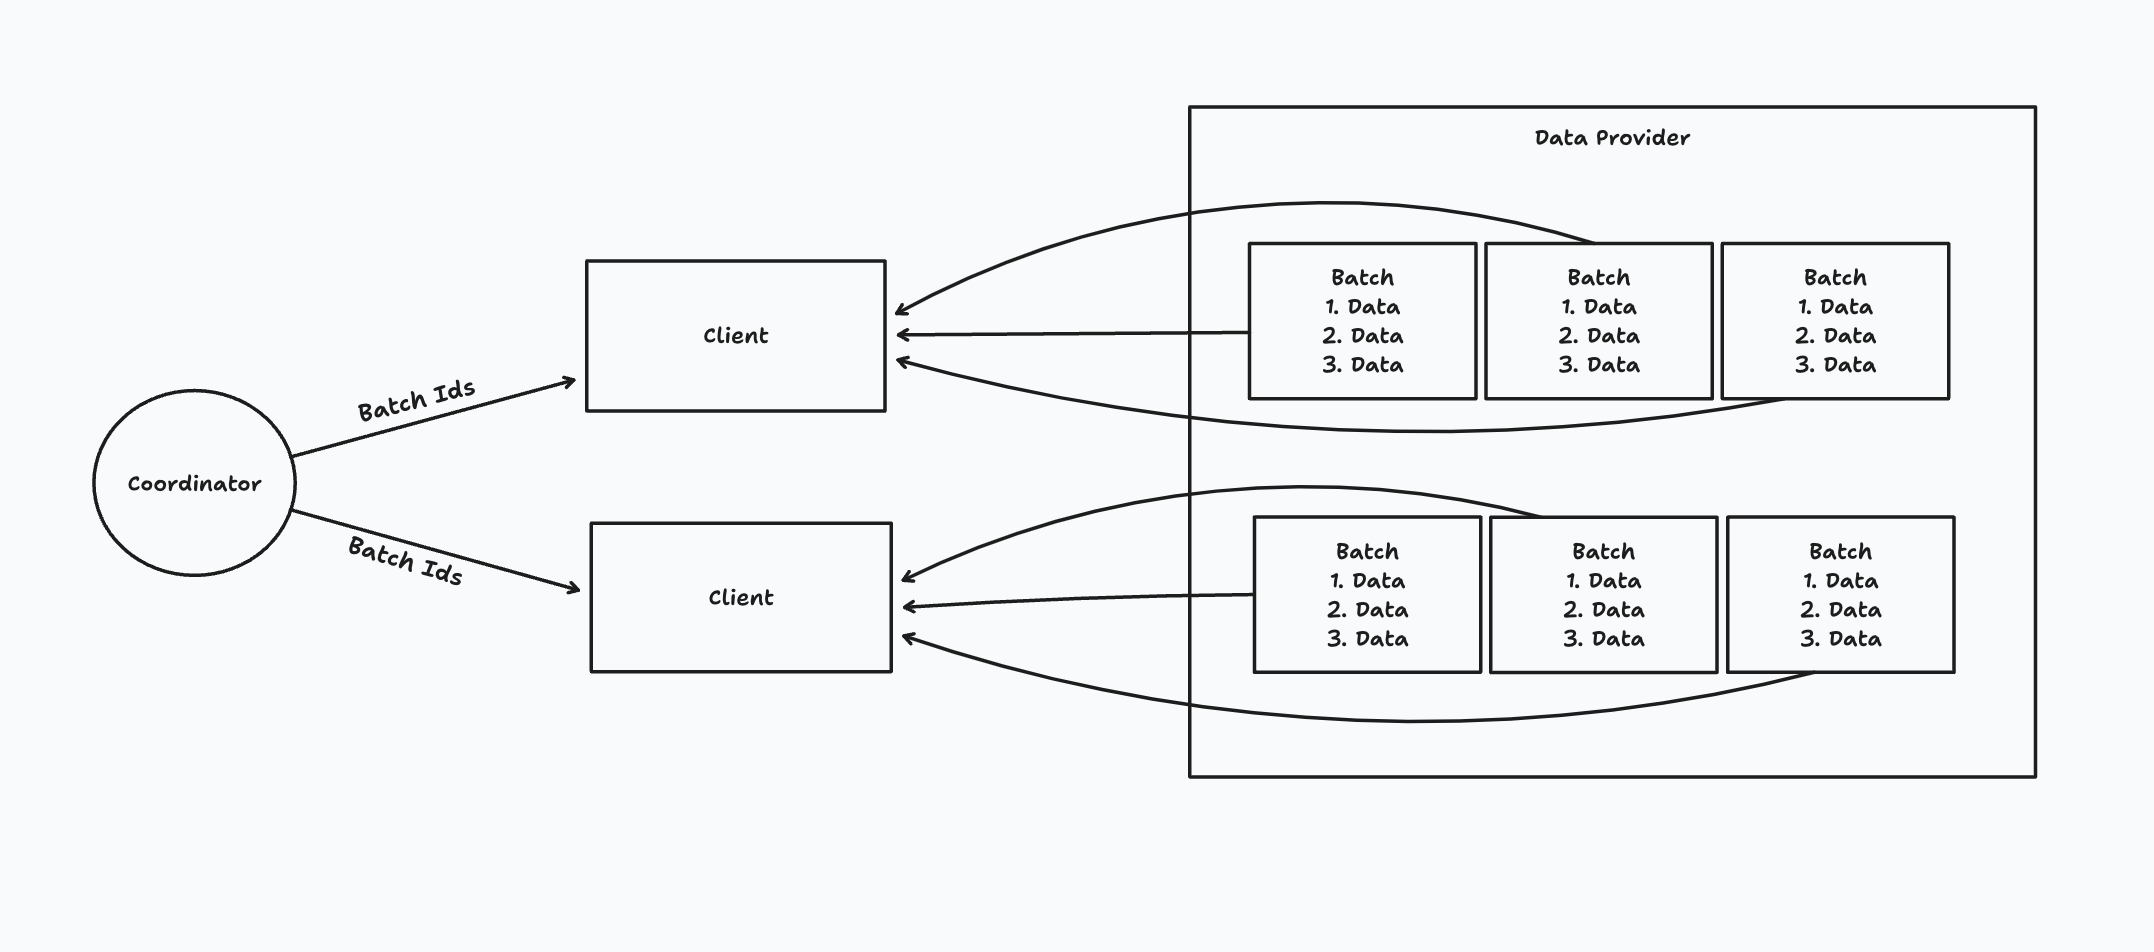 Data Provider
Batch
1. Data
2. Data
3. Data
Batch
1. Data
2. Data
3. Data
Batch
1. Data
2. Data
3. Data
Client
Batch Ids
Coordinator
Batch Ids
Client
Batch
1. Data
2. Data
3. Data
Batch
1. Data
2. Data
3. Data
Batch
1. Data
2. Data
3. Data